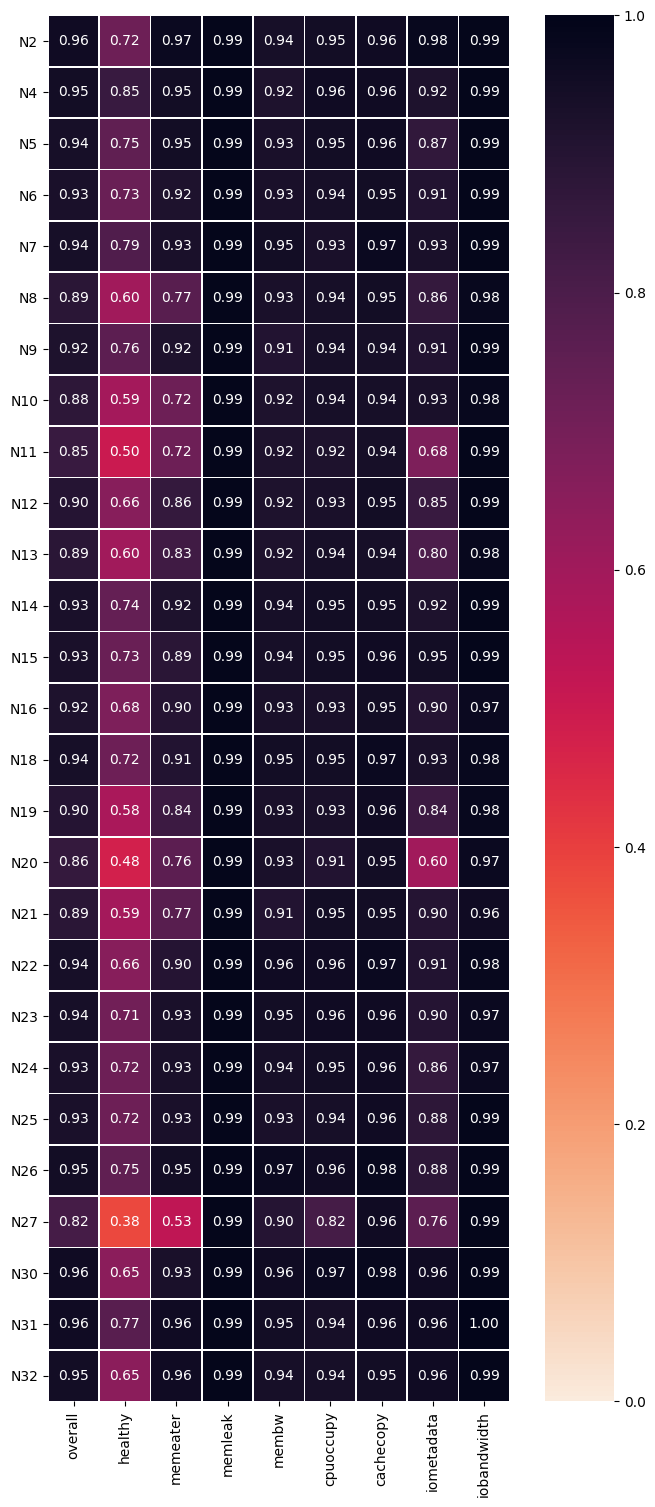 N2 0.96 0.72 0.97 0.99 0.94 0.95 0.96 0.98 0.99
N4 0.95 0.85 0.95 0.99 0.92 0.96 0.96 0.92 0.99
N5 0.94 0.75 0.95 0.99 0.93 0.95 0.96 0.87 0.99
N6 0.93 0.73 0.92 0.99 0.93 0.94 0.95 0.91 0.99
N7 0.94 0.79 0.93 0.99 0.95 0.93 0.97 0.93 0.99
N8 0.89 0.60 0.77 0.99 0.93 0.94 0.95 0.86 0.98
N9 0.92 0.76 0.92 0.99 0.91 0.94 0.94 0.91 0.99
N10 0.88 0.59 0.72 0.99 0.92 0.94 0.94 0.93 0.98
N11 0.85 0.50 0.72 0.99 0.92 0.92 0.94 0.68 0.99
N12 0.90 0.66 0.86 0.99 0.92 0.93 0.95 0.85 0.99
N13 0.89 0.60 0.83 0.99 0.92 0.94 0.94 0.80 0.98
N14 0.93 0.74 0.92 0.99 0.94 0.95 0.95 0.92 0.99
N15 0.93 0.73 0.89 0.99 0.94 0.95 0.96 0.95 0.99
N16 0.92 0.68 0.90 0.99 0.93 0.93 0.95 0.90 0.97
N18 0.94 0.72 0.91 0.99 0.95 0.95 0.97 0.93 0.98
N19 0.90 0.58 0.84 0.99 0.93 0.93 0.96 0.84 0.98
N20 0.86 0.48 0.76 0.99 0.93 0.91 0.95 0.60 0.97
N21 0.89 0.59 0.77 0.99 0.91 0.95 0.95 0.90 0.96
N22 0.94 0.66 0.90 0.99 0.96 0.96 0.97 0.91 0.98
N23 0.94 0.71 0.93 0.99 0.95 0.96 0.96 0.90 0.97
N24 0.93 0.72 0.93 0.99 0.94 0.95 0.96 0.86 0.97
N25 0.93 0.72 0.93 0.99 0.93 0.94 0.96 0.88 0.99
N26 0.95 0.75 0.95 0.99 0.97 0.96 0.98 0.88 0.99
N27 0.82 0.38 0.53 0.99 0.90 0.82 0.96 0.76 0.99
N30 0.96 0.65 0.93 0.99 0.96 0.97 0.98 0.96 0.99
N31 0.96 0.77 0.96 0.99 0.95 0.94 0.96 0.96 1.00
N32 0.95 0.65 0.96 0.99 0.94 0.94 0.95 0.96 0.99
overall healthy memeater memleak membw cpuoccupy cachecopy iometadata iobandwidth
1.0
0.8
0.6
0.4
0.2
0.0